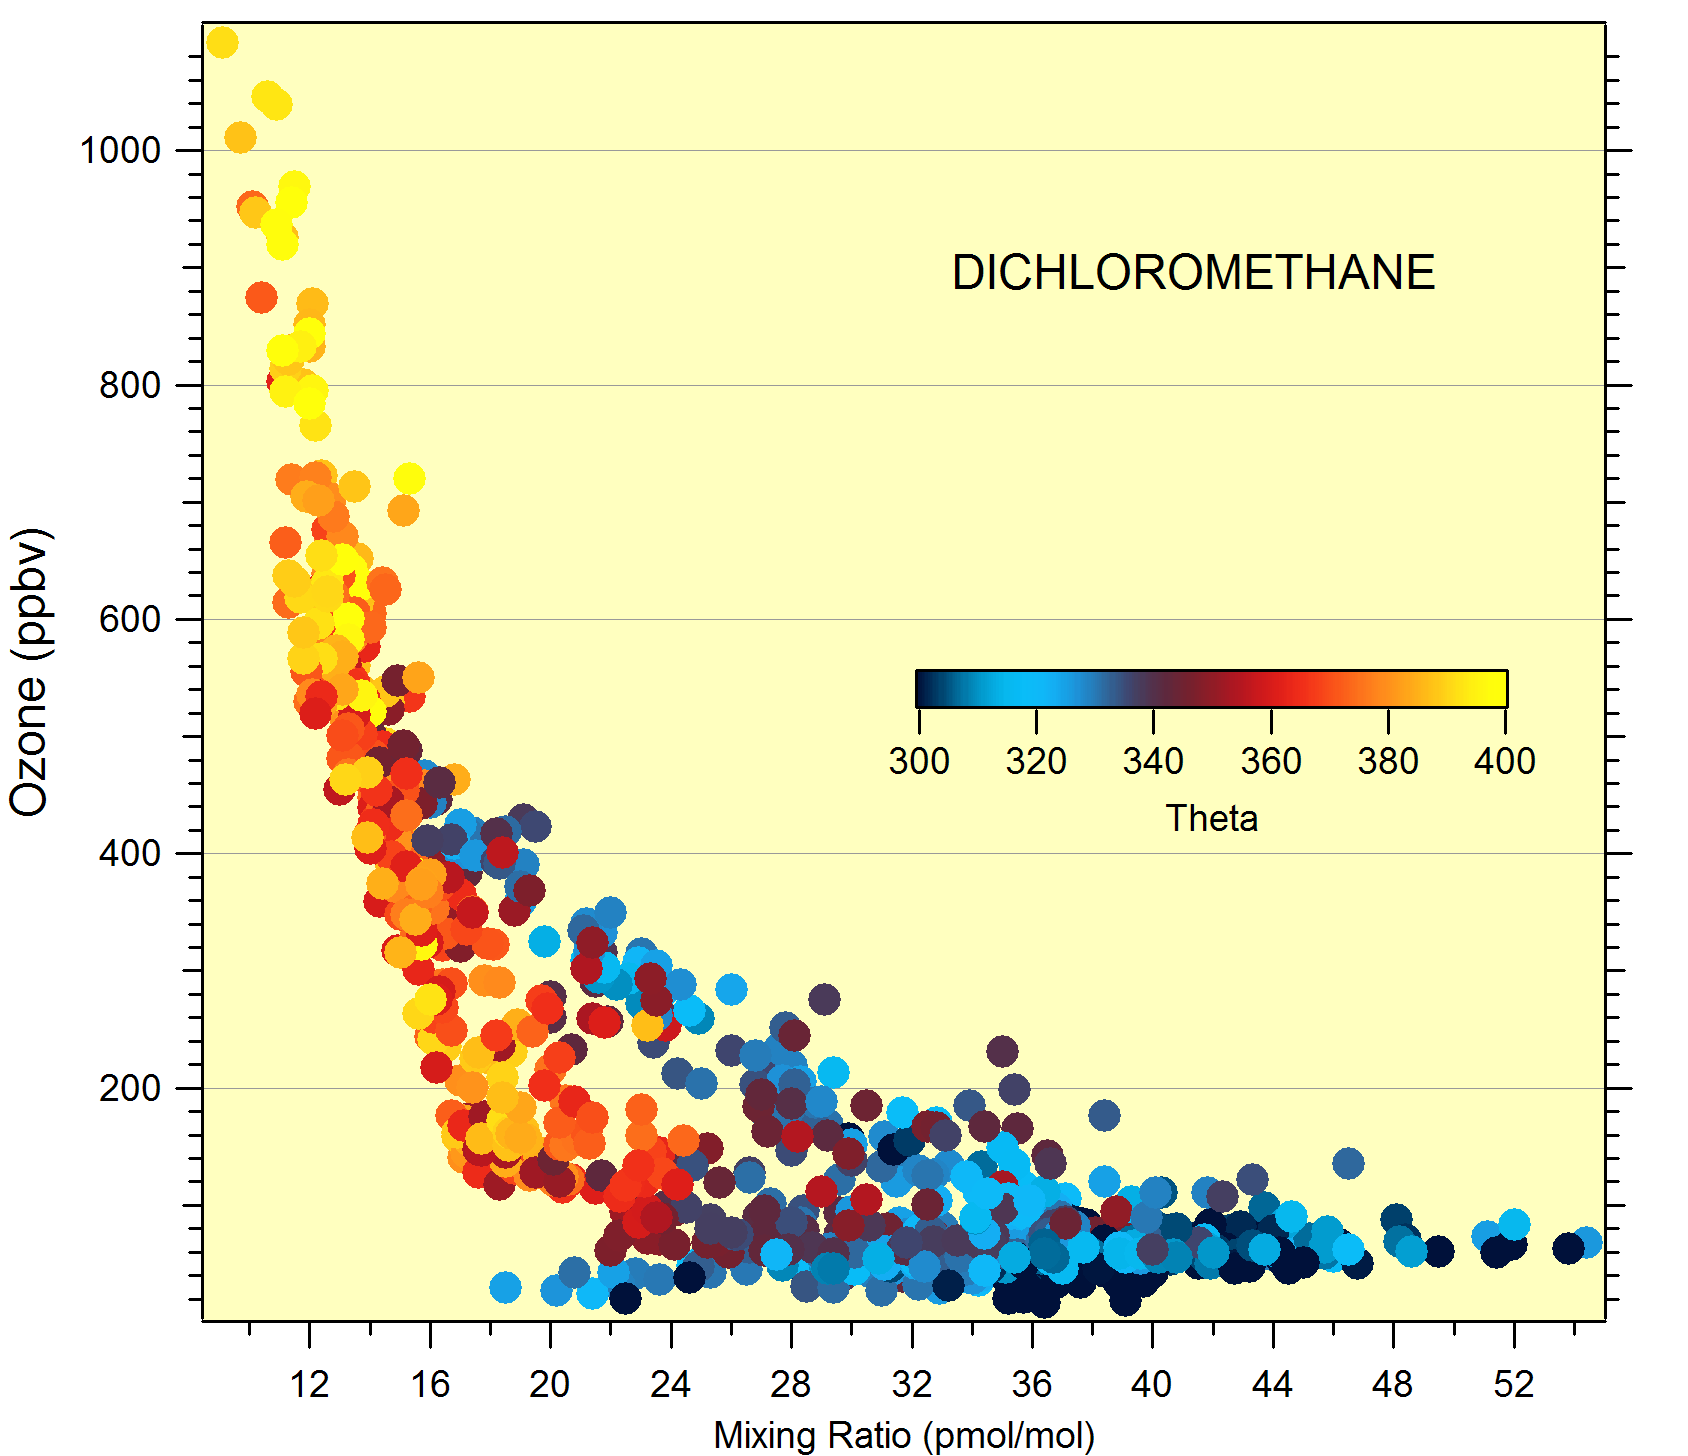 1000
800
600
400
200
Ozone (ppbv)
DICHLOROMETHANE
300 320 340 360 380 400
Theta
12 16 20 24 28 32 36 40 44 48 52
Mixing Ratio (pmol/mol)